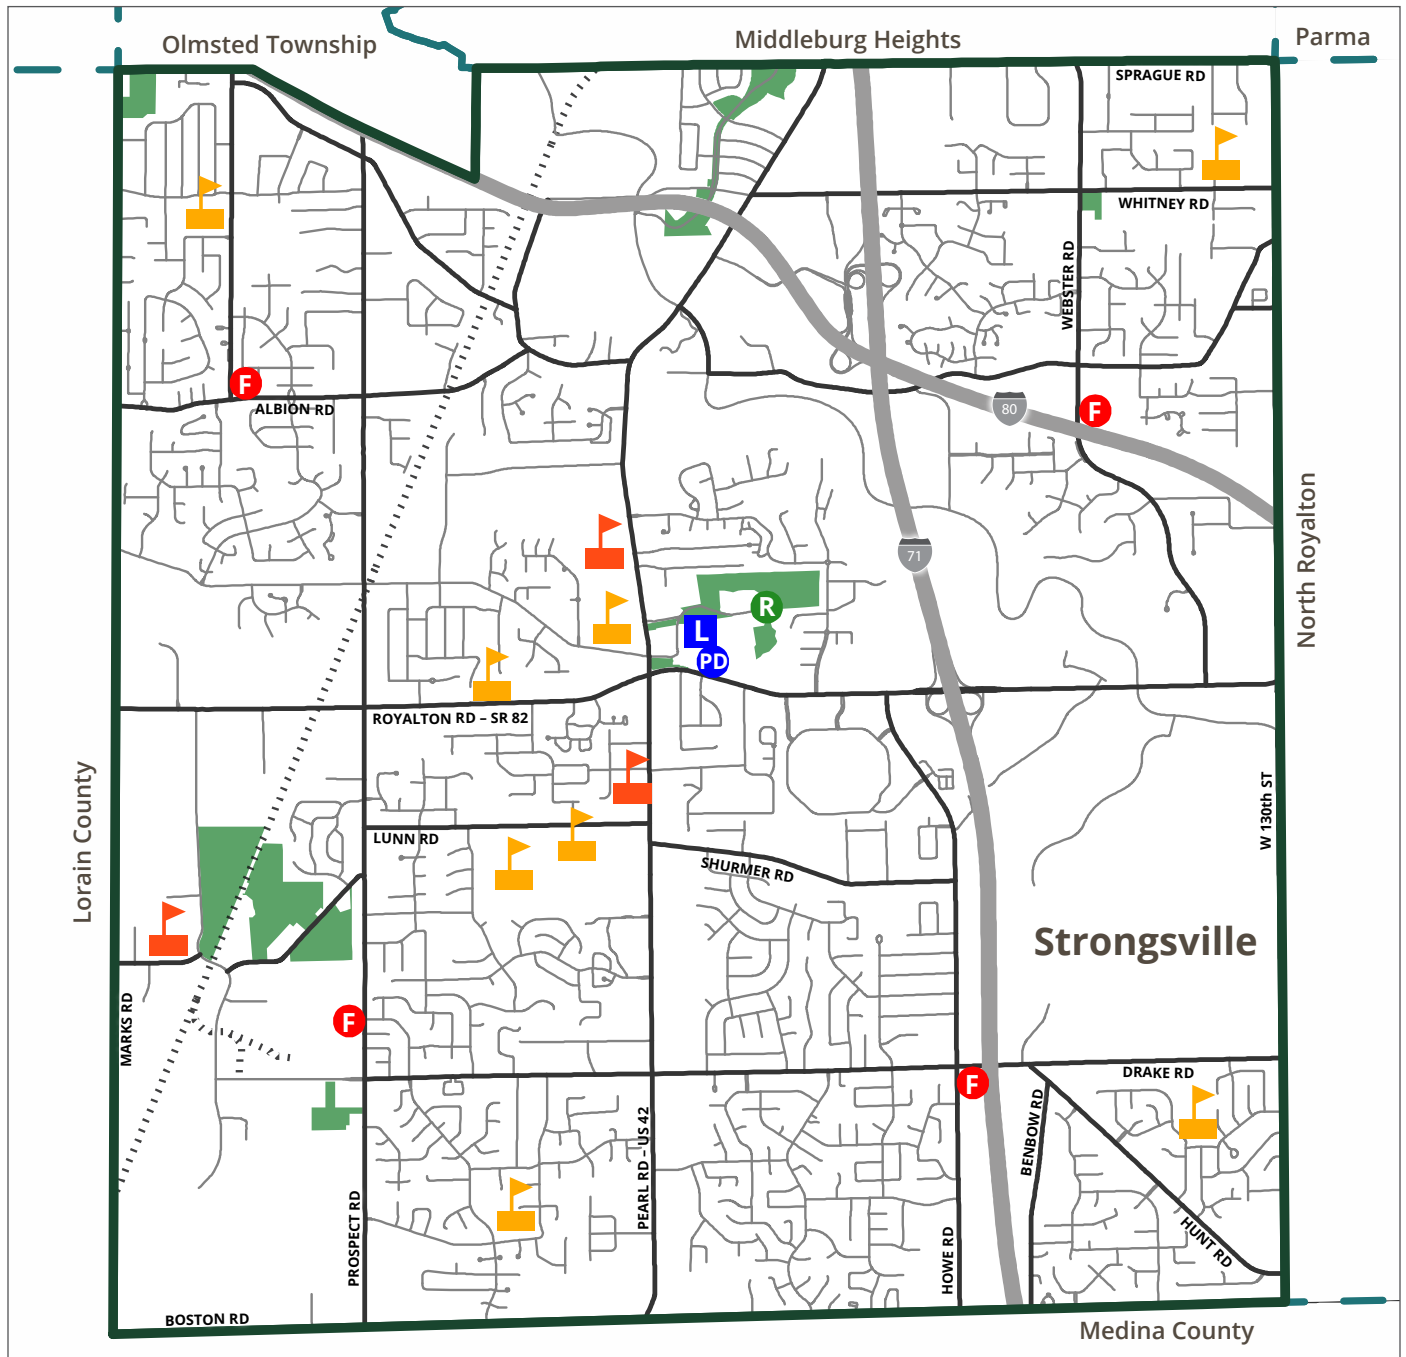 Olmsted Township
Middleburg Heights
Parma
SPRAGUE RD
WHITNEY RD
WEBSTER RD
F
ALBION RD
80
F
North Royalton
71
R
L
PD
ROYALTON RD – SR 82
Lorain County
W 130th ST
LUNN RD
SHURMER RD
Strongsville
MARKS RD
F
DRAKE RD
F
BENBOW RD
PEARL RD – US 42
PROSPECT RD
HOWE RD
HUNT RD
BOSTON RD
Medina County